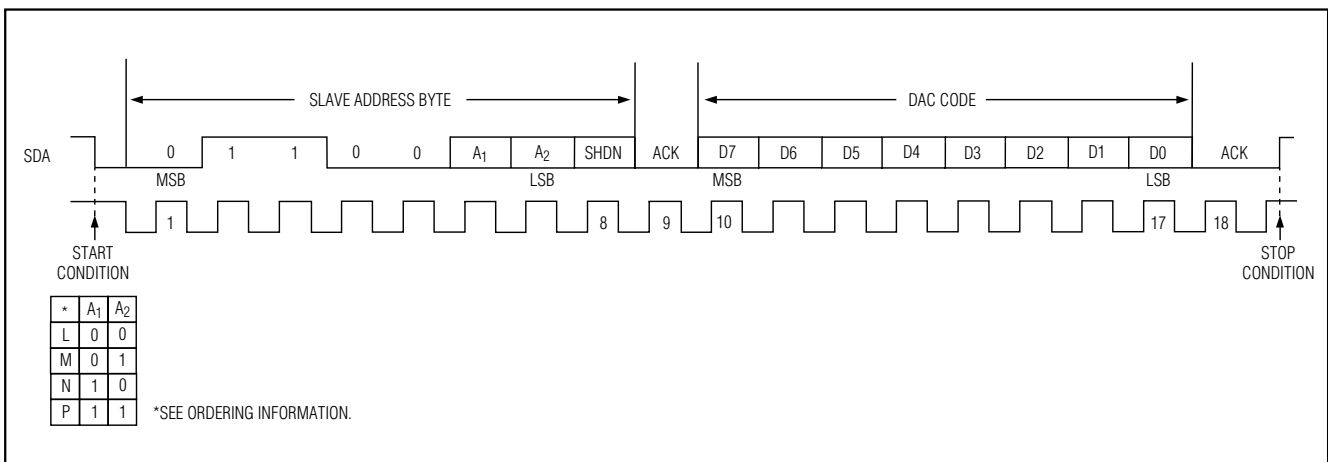 SLAVE ADDRESS BYTE DAC CODE
SDA 0 1 1 0 0 A1 A2 SHDN ACK D7 D6 D5 D4 D3 D2 D1 D0 ACK
MSB LSB MSB LSB
1 8 9 10 17 18
START
CONDITION
STOP
CONDITION
* A1 A2
L 0 0
M 0 1
N 1 0
P 1 1
*SEE ORDERING INFORMATION.